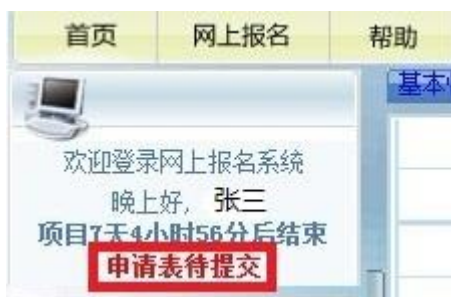 首页 网上报名 帮助
基本
欢迎登录网上报名系统
晚上好, 张三
项目7天4小时56分后结束
申请表待提交